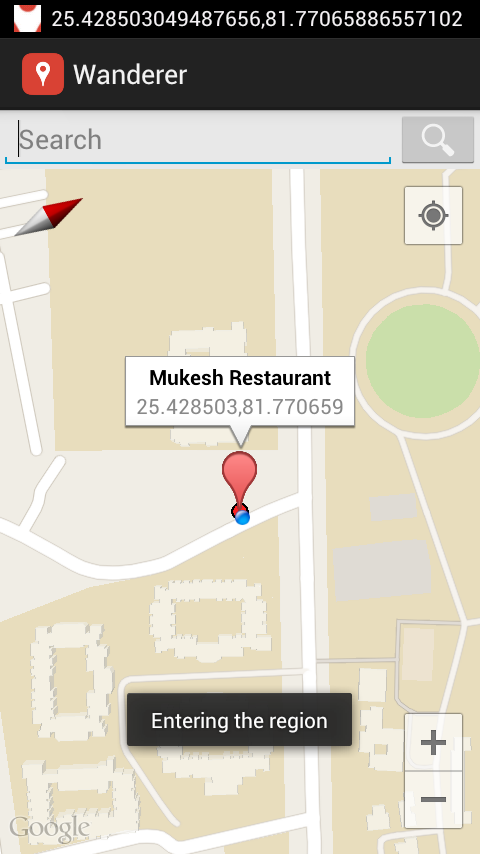 25.428503049487656,81.77065886557102
Wanderer
Search
Mukesh Restaurant
25.428503,81.770659
Entering the region
Google